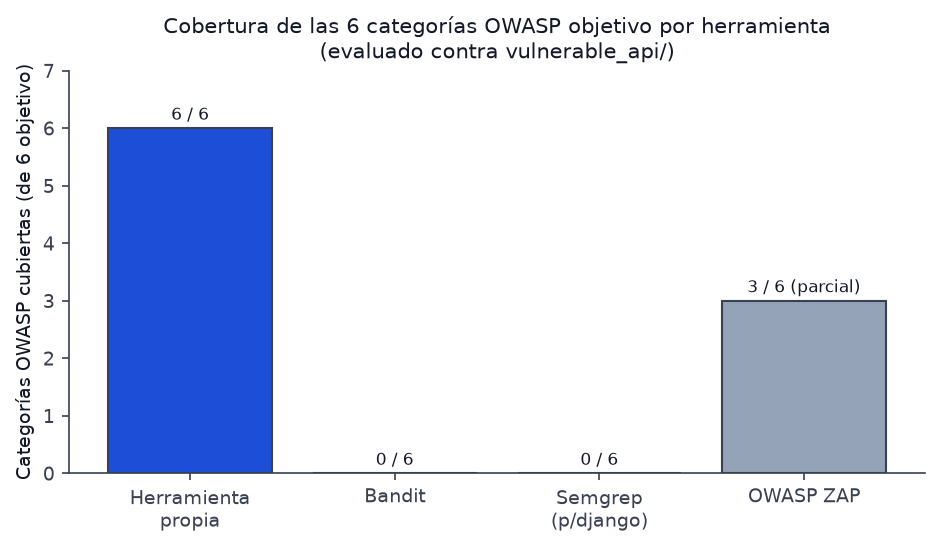 Cobertura de las 6 categorías OWASP objetivo por herramienta
(evaluado contra vulnerable_api/)
Categorías OWASP cubiertas (de 6 objetivo)
7
6
5
4
3
2
1
0
6 / 6
0 / 6
0 / 6
3 / 6 (parcial)
Herramienta
propia
Bandit
Semgrep
(p/django)
OWASP ZAP